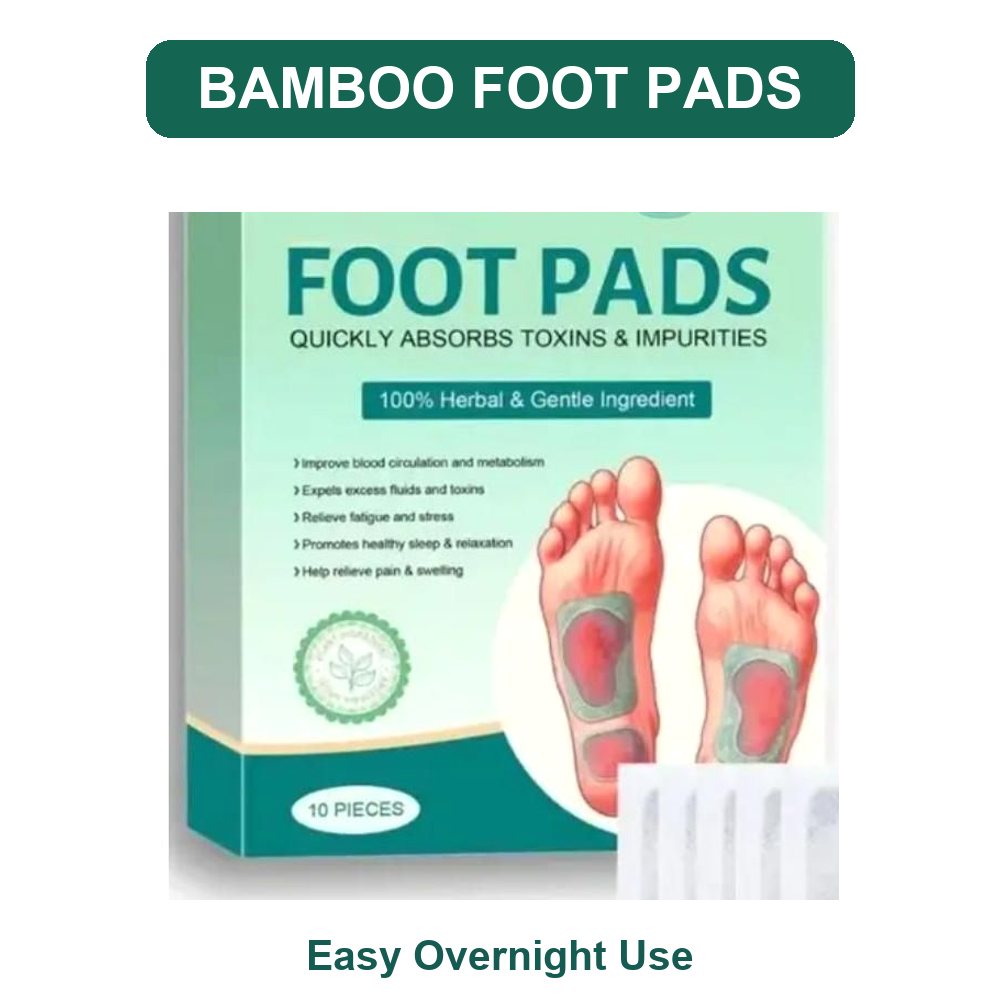 BAMBOO FOOT PADS
FOOT PADS
QUICKLY ABSORBS TOXINS & IMPURITIES
100% Herbal & Gentle Ingredient
Improve blood circulation and metabolism
Expels excess fluids and toxins
Relieve fatigue and stress
Promotes healthy sleep & relaxation
Help relieve pain & swelling
10 PIECES
Easy Overnight Use